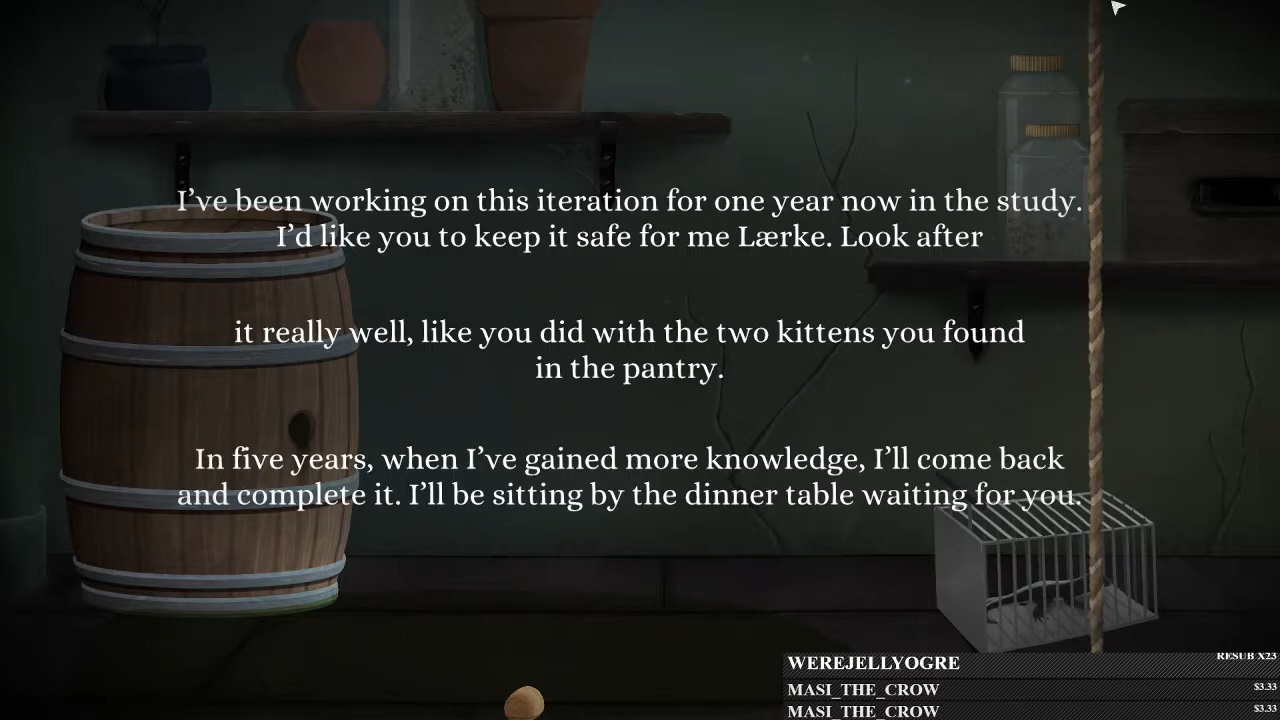 I’ve been working on this iteration for one year now in the study.
I’d like you to keep it safe for me Lærke. Look after
it really well, like you did with the two kittens you found
in the pantry.
In five years, when I’ve gained more knowledge, I’ll come back
and complete it. I’ll be sitting by the dinner table waiting for you.
WEREJELLYOGRE RESUB X23
MASI_THE_CROW $3.33
MASI_THE_CROW $3.33